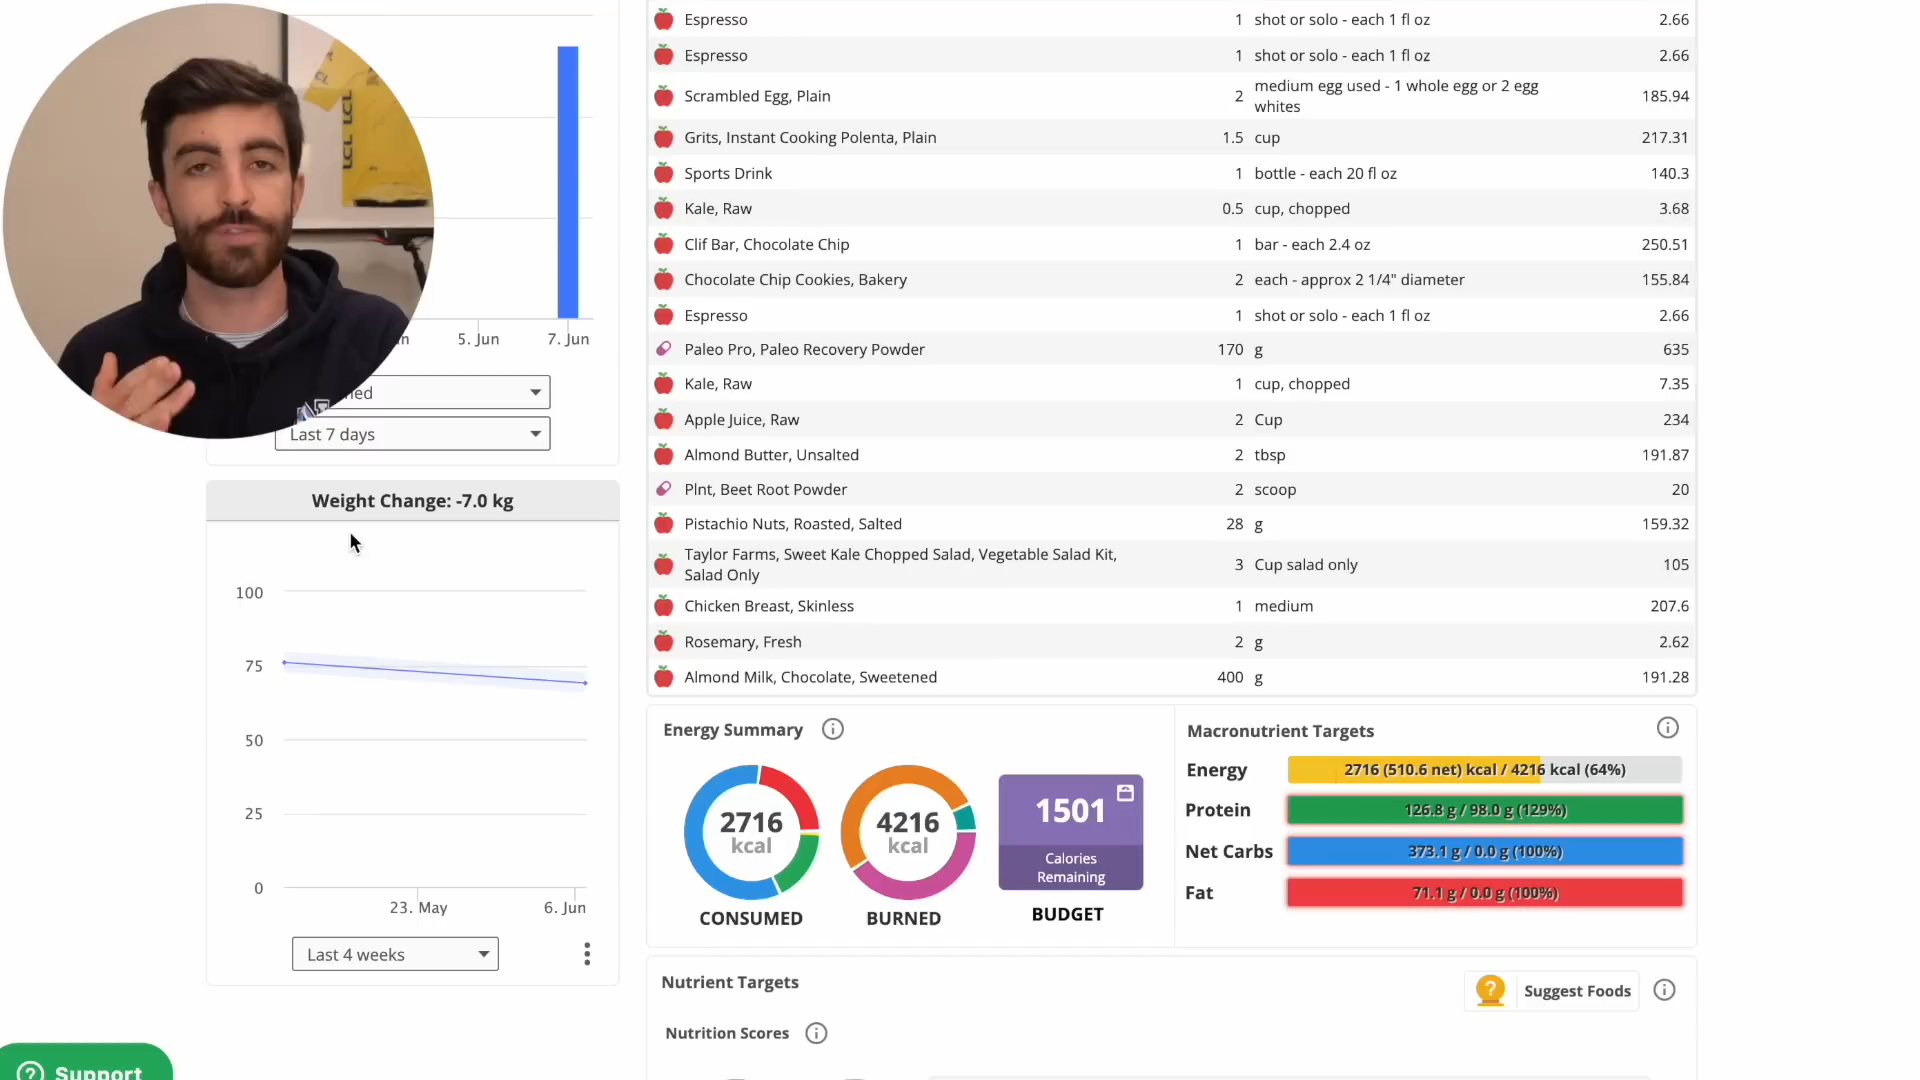 LCL LCL
LCL
5. Jun
7. Jun
Last 7 days
Weight Change: -7.0 kg
100
75
50
25
0
23. May
6. Jun
Last 4 weeks
Support
Espresso 1 shot or solo - each 1 fl oz 2.66
Espresso 1 shot or solo - each 1 fl oz 2.66
Scrambled Egg, Plain 2 medium egg used - 1 whole egg or 2 egg whites 185.94
Grits, Instant Cooking Polenta, Plain 1.5 cup 217.31
Sports Drink 1 bottle - each 20 fl oz 140.3
Kale, Raw 0.5 cup, chopped 3.68
Clif Bar, Chocolate Chip 1 bar - each 2.4 oz 250.51
Chocolate Chip Cookies, Bakery 2 each - approx 2 1/4" diameter 155.84
Espresso 1 shot or solo - each 1 fl oz 2.66
Paleo Pro, Paleo Recovery Powder 170 g 635
Kale, Raw 1 cup, chopped 7.35
Apple Juice, Raw 2 Cup 234
Almond Butter, Unsalted 2 tbsp 191.87
Plnt, Beet Root Powder 2 scoop 20
Pistachio Nuts, Roasted, Salted 28 g 159.32
Taylor Farms, Sweet Kale Chopped Salad, Vegetable Salad Kit, Salad Only 3 Cup salad only 105
Chicken Breast, Skinless 1 medium 207.6
Rosemary, Fresh 2 g 2.62
Almond Milk, Chocolate, Sweetened 400 g 191.28
Energy Summary
2716 kcal
CONSUMED
4216 kcal
BURNED
1501
Calories Remaining
BUDGET
Macronutrient Targets
Energy 2716 (510.6 net) kcal / 4216 kcal (64%)
Protein 126.8 g / 98.0 g (129%)
Net Carbs 373.1 g / 0.0 g (100%)
Fat 71.1 g / 0.0 g (100%)
Nutrient Targets
Suggest Foods
Nutrition Scores